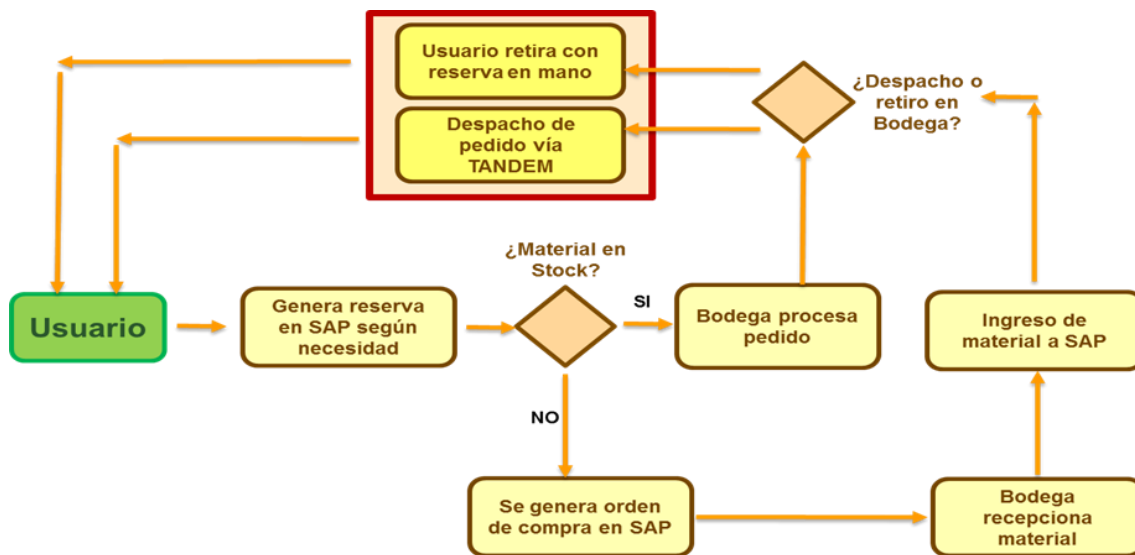 Usuario retira con
reserva en mano
Despacho de
pedido vía
TANDEM
¿Despacho o
retiro en
Bodega?
¿Material en
Stock?
Usuario
Genera reserva
en SAP según
necesidad
SI
Bodega procesa
pedido
Ingreso de
material a SAP
NO
Se genera orden
de compra en SAP
Bodega
recepciona
material